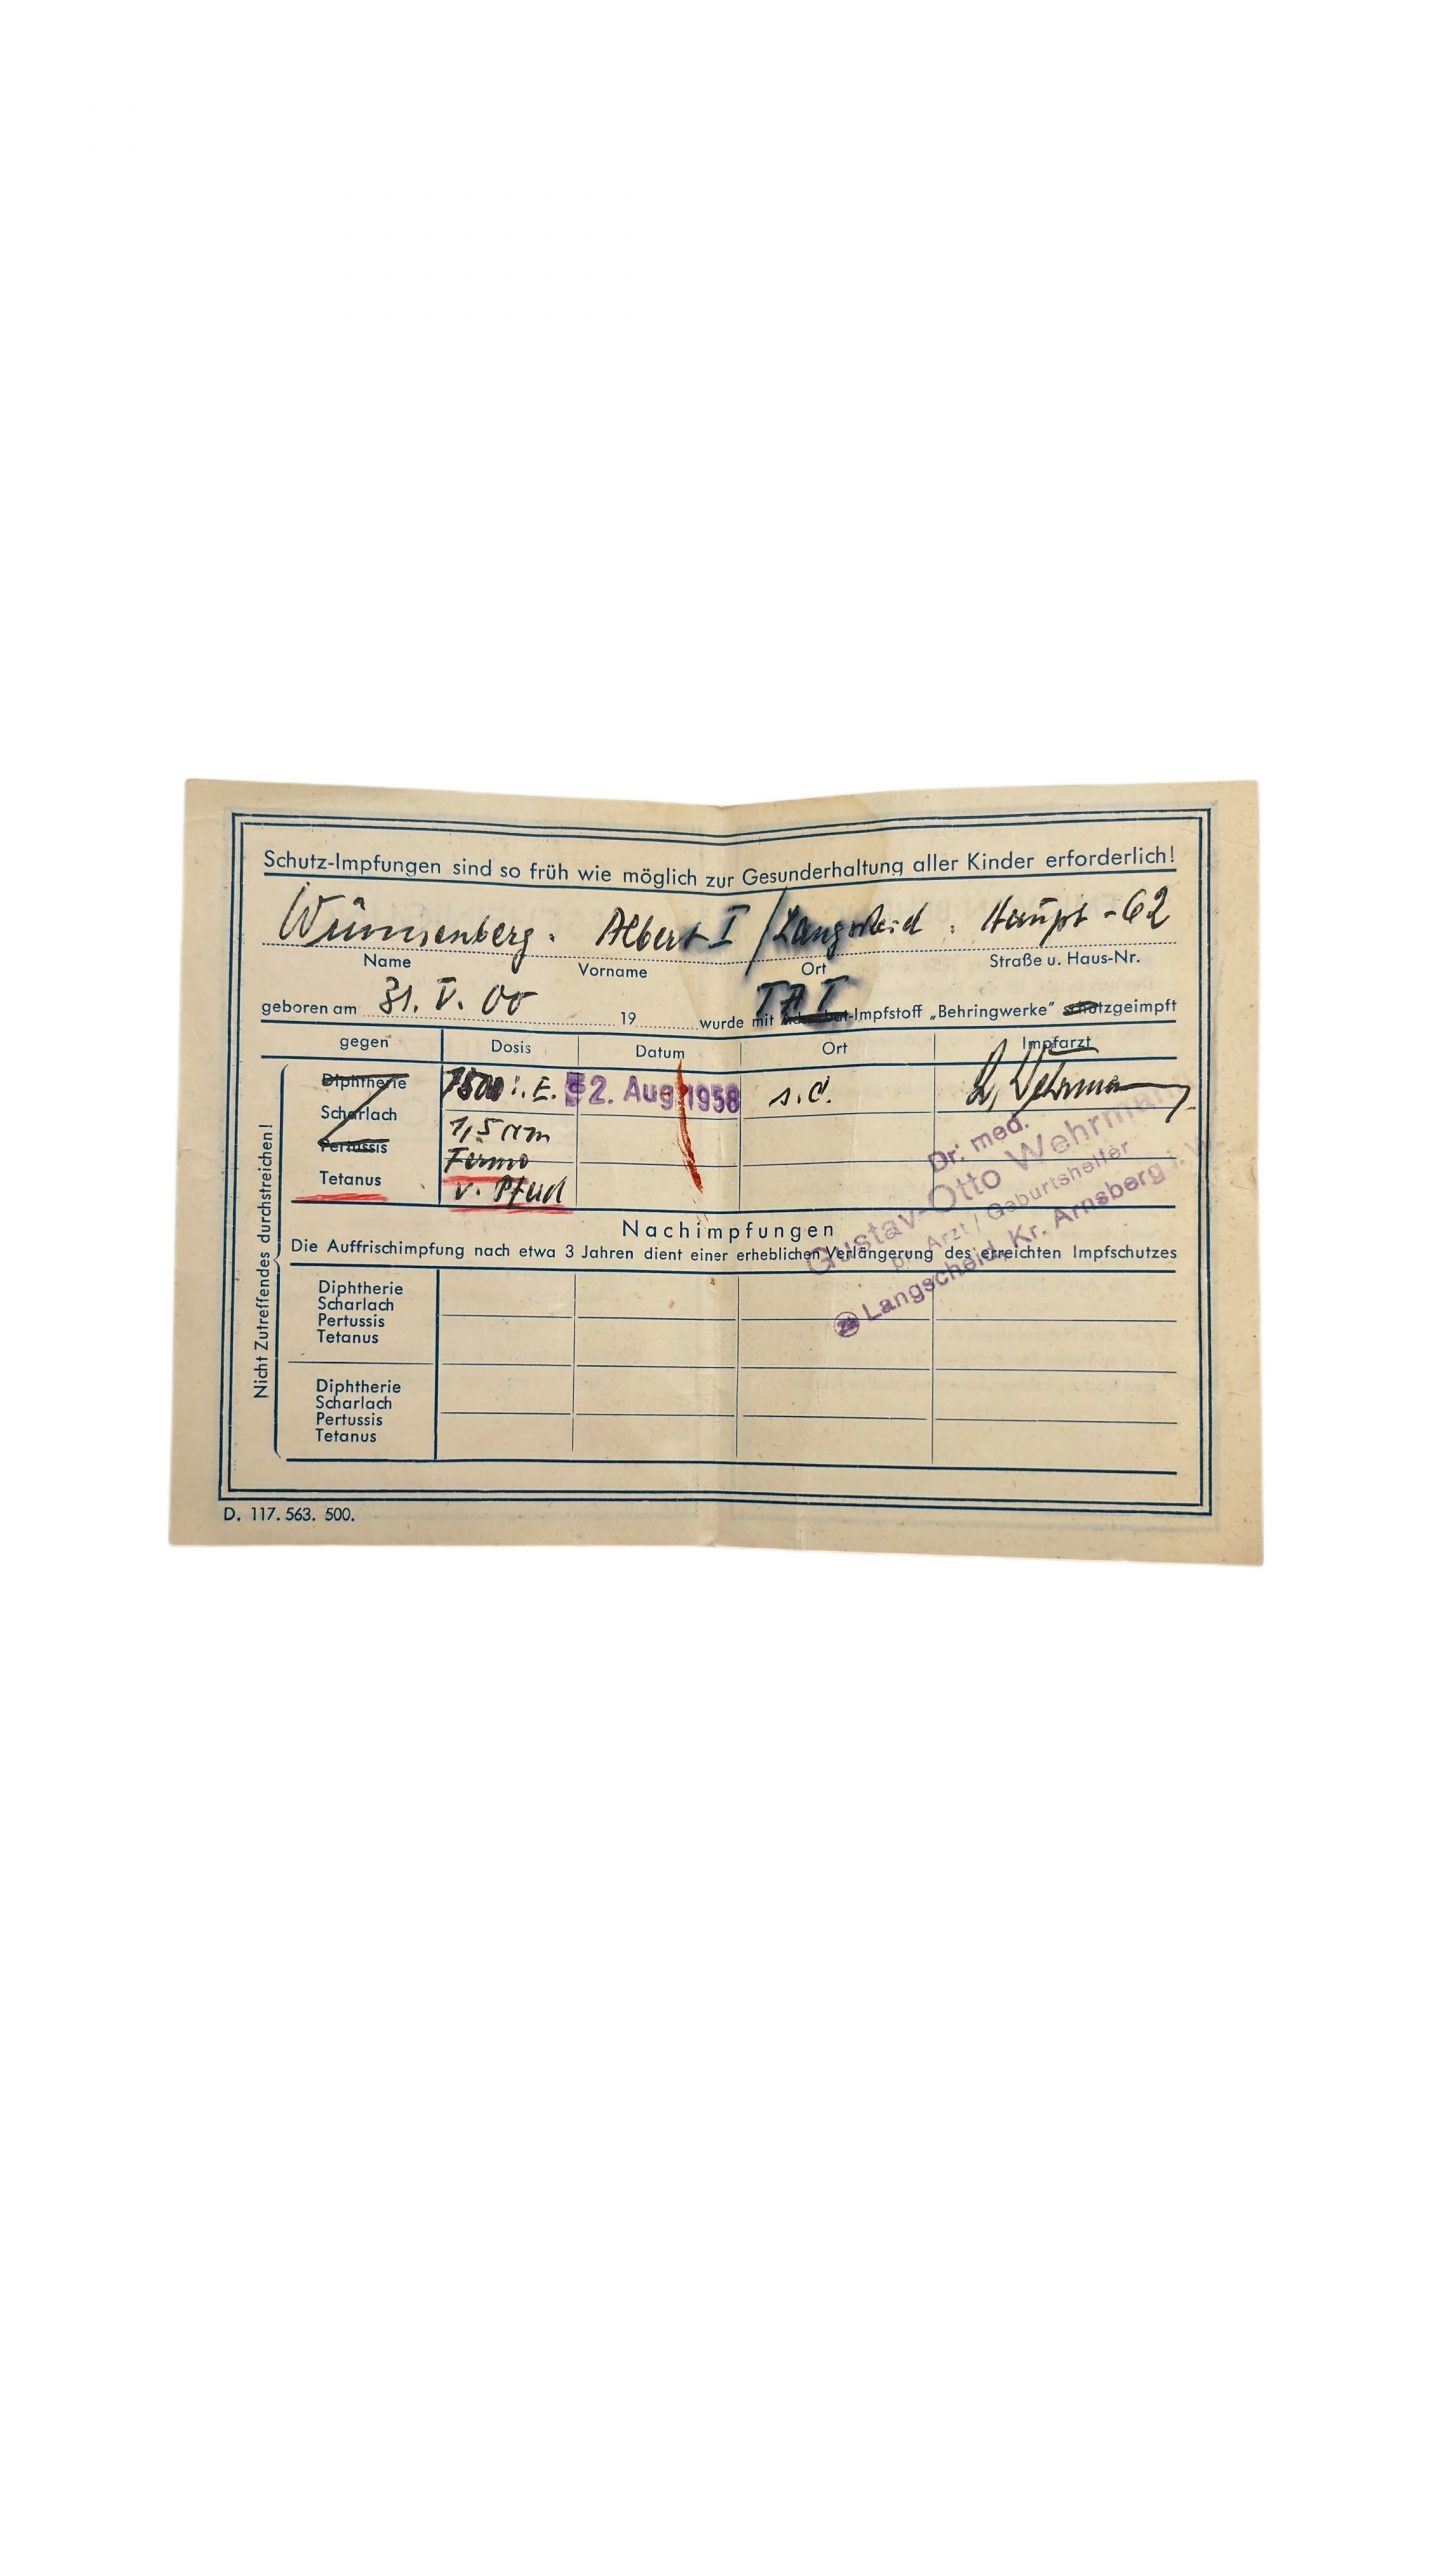 Schutz-Impfungen sind so früh wie möglich zur Gesunderhaltung aller Kinder erforderlich!
Wünnenberg. Albert I / Langscheid, Haupt-62
Name Vorname Ort Straße u. Haus-Nr.
geboren am 31. V. 00 19 wurde mit TAT -Impfstoff „Behringwerke" schutzgeimpft
gegen Dosis Datum Ort Impfarzt
Diphtherie 1500 i. E. 2. Aug. 1958 s. c. Wehrmann
Scharlach 1,5 ccm
Pertussis Fermo
Tetanus v. Pferd
Dr. med.
Gustav-Otto Wehrmann
pr. Arzt / Geburtshelfer
Langscheid, Kr. Arnsberg i. W.
Nicht Zutreffendes durchstreichen!
Nachimpfungen
Die Auffrischimpfung nach etwa 3 Jahren dient einer erheblichen Verlängerung des erreichten Impfschutzes
Diphtherie
Scharlach
Pertussis
Tetanus
Diphtherie
Scharlach
Pertussis
Tetanus
D. 117. 563. 500.